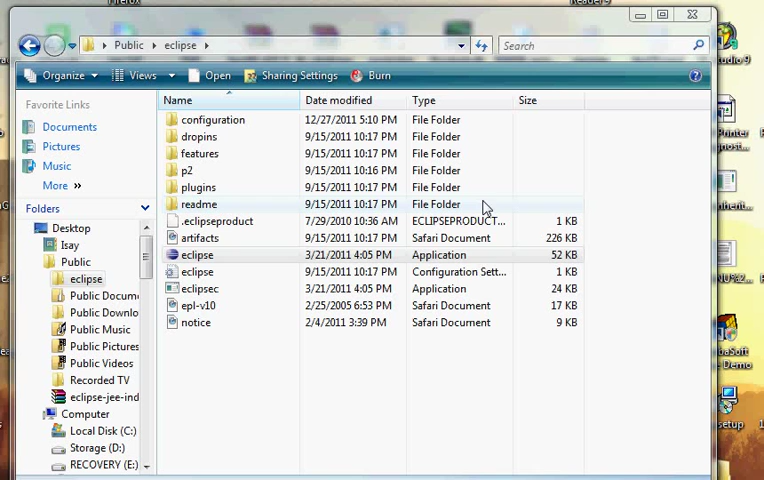 Public ▸ eclipse ▸
Search
Organize Views Open Sharing Settings Burn
Favorite Links
Documents
Pictures
Music
More »
Folders
Desktop
Isay
Public
eclipse
Public Docume
Public Downlo
Public Music
Public Pictures
Public Videos
Recorded TV
eclipse-jee-ind
Computer
Local Disk (C:)
Storage (D:)
RECOVERY (E:)
Name Date modified Type Size
configuration 12/27/2011 5:10 PM File Folder
dropins 9/15/2011 10:17 PM File Folder
features 9/15/2011 10:17 PM File Folder
p2 9/15/2011 10:16 PM File Folder
plugins 9/15/2011 10:17 PM File Folder
readme 9/15/2011 10:17 PM File Folder
.eclipseproduct 7/29/2010 10:36 AM ECLIPSEPRODUCT... 1 KB
artifacts 9/15/2011 10:17 PM Safari Document 226 KB
eclipse 3/21/2011 4:05 PM Application 52 KB
eclipse 9/15/2011 10:17 PM Configuration Sett... 1 KB
eclipsec 3/21/2011 4:05 PM Application 24 KB
epl-v10 2/25/2005 6:53 PM Safari Document 17 KB
notice 2/4/2011 3:39 PM Safari Document 9 KB
tudio 9
Printer
gnost...
nherit...
Demo
setup